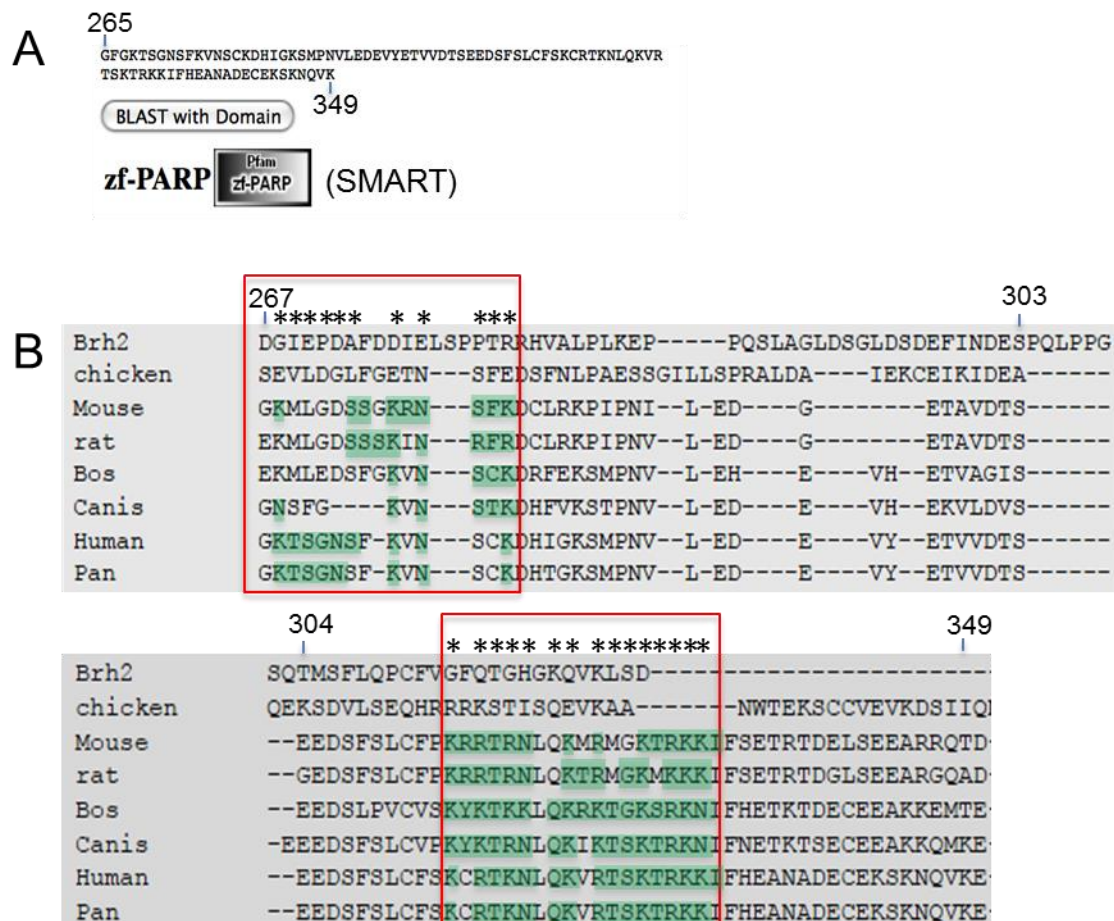 A
265
GFGKTSGNSFKVNSCKDHIGKSMPNVLEDEVYETVVDTSEEDSFSLCFSKCRTKNLQKVR
TSKTRKKIFHEANADECEKSKNQVK
349
BLAST with Domain
zf-PARP Pfam zf-PARP (SMART)
B
267 303
****** * * ***
Brh2 DGIEPDAFDDIELSPPTRRHVALPLKEP-----PQSLAGLDSGLDSDEFINDESPQLPPG
chicken SEVLDGLFGETN---SFEDSFNLPAESSGILLSPRALDA----IEKCEIKIDEA------
Mouse GKMLGDSSGKRN---SFKDCLRKPIPNI--L-ED----G--------ETAVDTS------
rat EKMLGDSSSKIN---RFRDCLRKPIPNV--L-ED----G--------ETAVDTS------
Bos EKMLEDSFGKVN---SCKDRFEKSMPNV--L-EH----E----VH--ETVAGIS------
Canis GNSFG----KVN---STKDHFVKSTPNV--L-ED----E----VH--EKVLDVS------
Human GKTSGNSF-KVN---SCKDHIGKSMPNV--L-ED----E----VY--ETVVDTS------
Pan GKTSGNSF-KVN---SCKDHTGKSMPNV--L-ED----E----VY--ETVVDTS------
304 349
* **** ** ********
Brh2 SQTMSFLQPCFVGFQTGHGKQVKLSD----------------------
chicken QEKSDVLSEQHRRRKSTISQEVKAA-------NWTEKSCCVEVKDSIIQ
Mouse --EEDSFSLCFPKRRTRNLQKMRMGKTRKKIFSETRTDELSEEARRQTD-
rat --GEDSFSLCFPKRRTRNLQKTRMGKMKKKIFSETRTDGLSEEARGQAD-
Bos --EEDSLPVCVSKYKTKKLQKRKTGKSRKNIFHETKTDECEEAKKEMTE-
Canis -EEEDSFSLCVPKYKTRNLQKIKTSKTRKNIFNETKTSECEEAKKQMKE-
Human --EEDSFSLCFSKCRTKNLQKVRTSKTRKKIFHEANADECEKSKNQVKE-
Pan --EEDSFSLCFSKCRTKNLQKVRTSKTRKKIFHEANADECEKSKNQVKE-